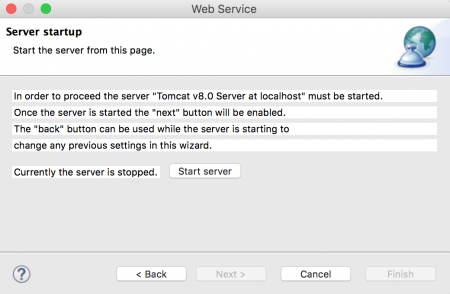 Web Service
Server startup
Start the server from this page.
In order to proceed the server "Tomcat v8.0 Server at localhost" must be started.
Once the server is started the "next" button will be enabled.
The "back" button can be used while the server is starting to
change any previous settings in this wizard.
Currently the server is stopped. Start server
? < Back Next > Cancel Finish